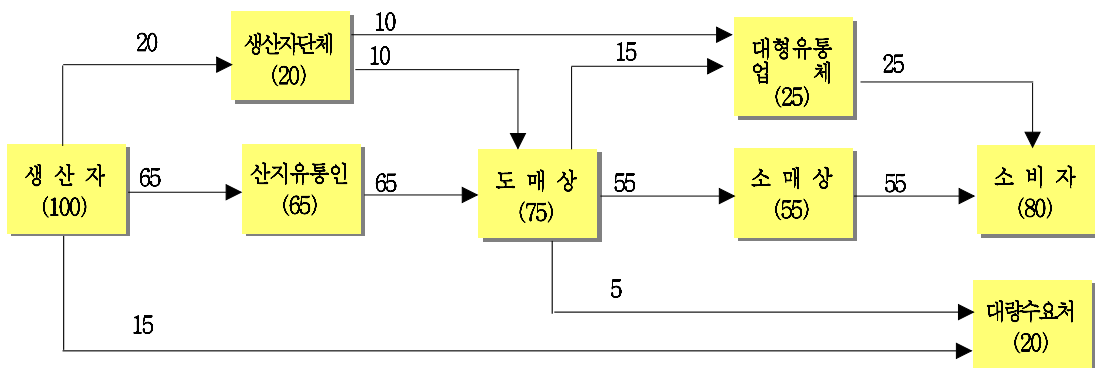 20
생산자단체
(20)
10
10
15
대형유통
업 체
(25)
25
생 산 자
(100)
65
산지유통인
(65)
65
도 매 상
(75)
55
소 매 상
(55)
55
소 비 자
(80)
5
15
대량수요처
(20)